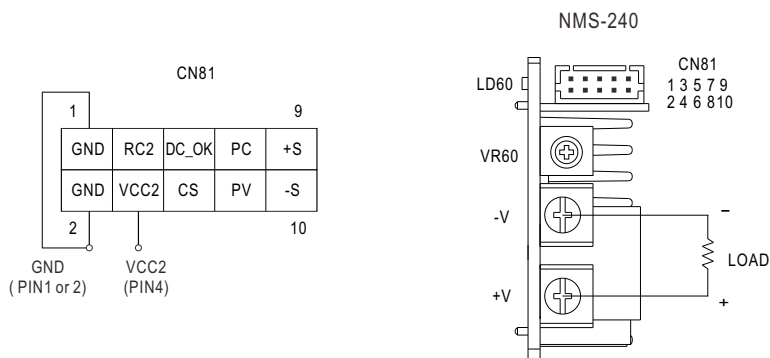 NMS-240
CN81
1
9
GND RC2 DC_OK PC +S
GND VCC2 CS PV -S
2
10
GND
( PIN1 or 2)
VCC2
(PIN4)
LD60
CN81
1 3 5 7 9
2 4 6 8 10
VR60
-V
+V
–
LOAD
+